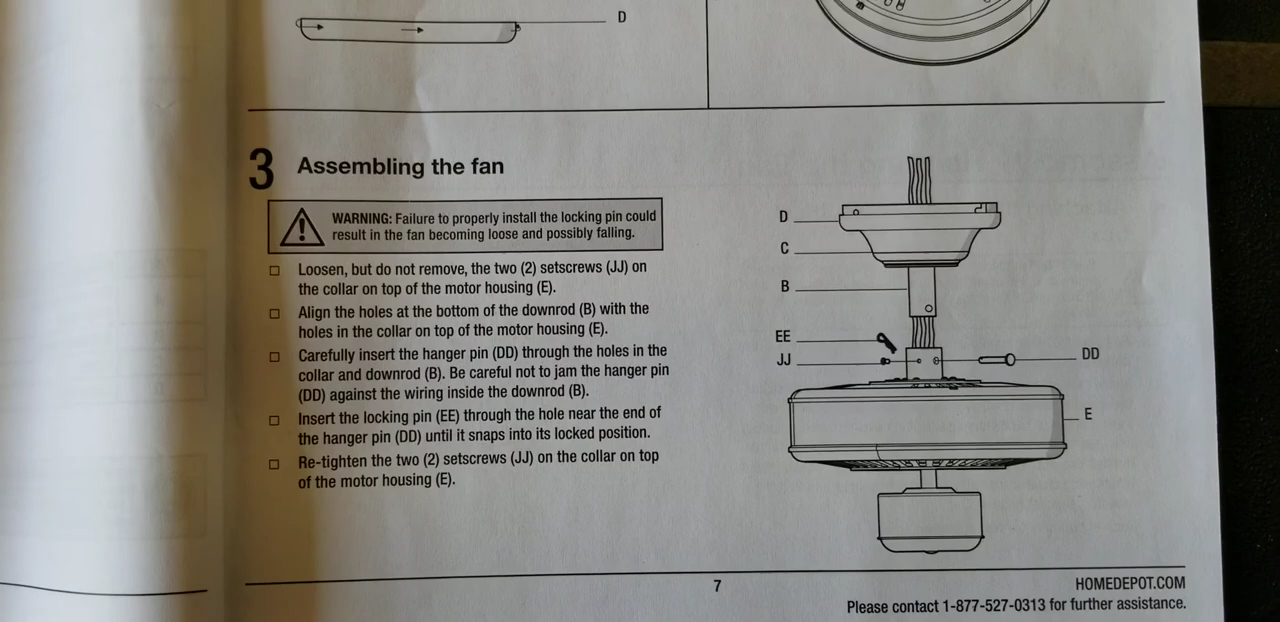 D
3 Assembling the fan
WARNING: Failure to properly install the locking pin could
result in the fan becoming loose and possibly falling.
Loosen, but do not remove, the two (2) setscrews (JJ) on
the collar on top of the motor housing (E).
Align the holes at the bottom of the downrod (B) with the
holes in the collar on top of the motor housing (E).
Carefully insert the hanger pin (DD) through the holes in the
collar and downrod (B). Be careful not to jam the hanger pin
(DD) against the wiring inside the downrod (B).
Insert the locking pin (EE) through the hole near the end of
the hanger pin (DD) until it snaps into its locked position.
Re-tighten the two (2) setscrews (JJ) on the collar on top
of the motor housing (E).
D
C
B
EE
JJ
DD
E
7
HOMEDEPOT.COM
Please contact 1-877-527-0313 for further assistance.